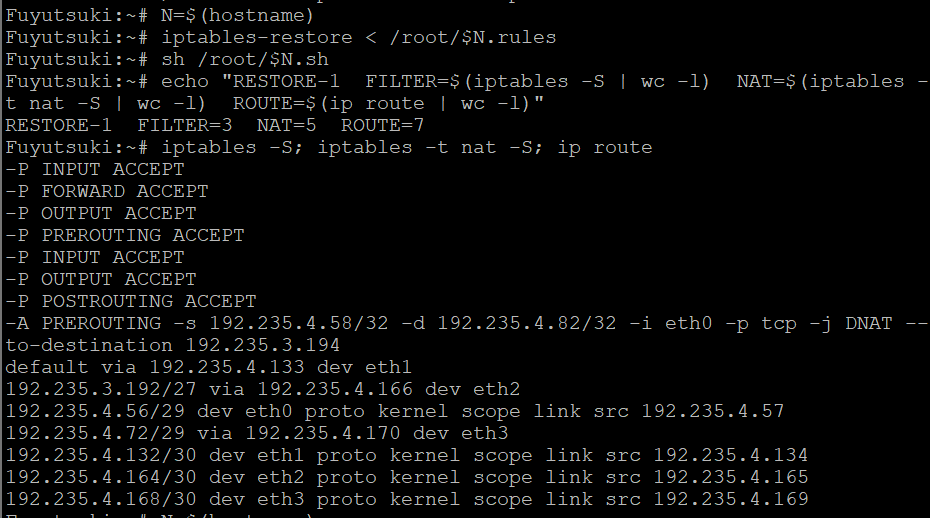 Fuyutsuki:~# N=$(hostname)
Fuyutsuki:~# iptables-restore < /root/$N.rules
Fuyutsuki:~# sh /root/$N.sh
Fuyutsuki:~# echo "RESTORE-1  FILTER=$(iptables -S | wc -l)  NAT=$(iptables -
t nat -S | wc -l)  ROUTE=$(ip route | wc -l)"
RESTORE-1  FILTER=3  NAT=5  ROUTE=7
Fuyutsuki:~# iptables -S; iptables -t nat -S; ip route
-P INPUT ACCEPT
-P FORWARD ACCEPT
-P OUTPUT ACCEPT
-P PREROUTING ACCEPT
-P INPUT ACCEPT
-P OUTPUT ACCEPT
-P POSTROUTING ACCEPT
-A PREROUTING -s 192.235.4.58/32 -d 192.235.4.82/32 -i eth0 -p tcp -j DNAT --
to-destination 192.235.3.194
default via 192.235.4.133 dev eth1
192.235.3.192/27 via 192.235.4.166 dev eth2
192.235.4.56/29 dev eth0 proto kernel scope link src 192.235.4.57
192.235.4.72/29 via 192.235.4.170 dev eth3
192.235.4.132/30 dev eth1 proto kernel scope link src 192.235.4.134
192.235.4.164/30 dev eth2 proto kernel scope link src 192.235.4.165
192.235.4.168/30 dev eth3 proto kernel scope link src 192.235.4.169